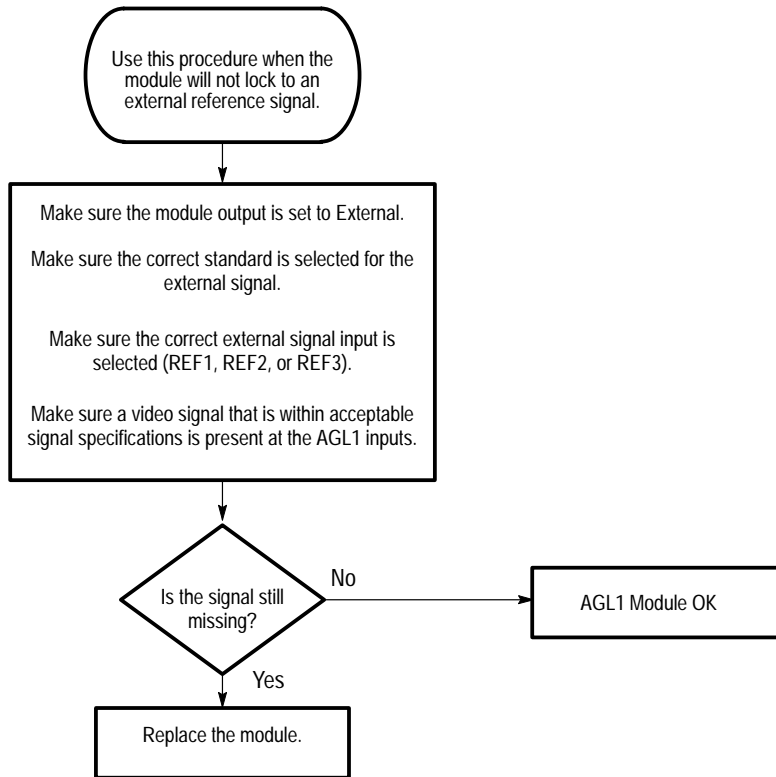 Use this procedure when the
module will not lock to an
external reference signal.
Make sure the module output is set to External.
Make sure the correct standard is selected for the
external signal.
Make sure the correct external signal input is
selected (REF1, REF2, or REF3).
Make sure a video signal that is within acceptable
signal specifications is present at the AGL1 inputs.
Is the signal still
missing?
No
AGL1 Module OK
Yes
Replace the module.